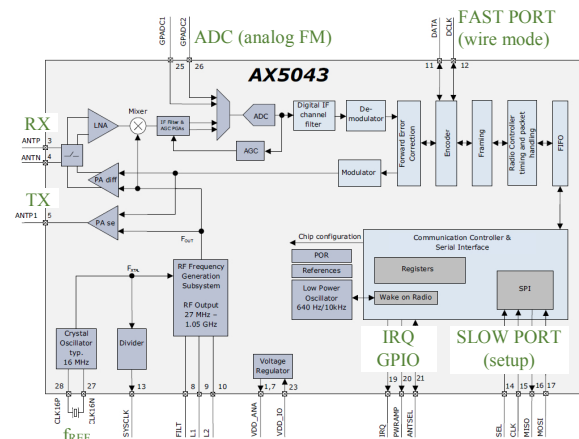 GPADC1
GPADC2
ADC (analog FM)
DATA
DCLK
FAST PORT
(wire mode)
25
26
11
12
AX5043
RX
ANTP
3
ANTN
4
LNA
Mixer
IF Filter &
AGC PGAs
ADC
AGC
Digital IF
channel
filter
De-
modulator
Forward Error
Correction
Encoder
Framing
Radio Controller
timing and packet
handing
FIFO
Modulator
PA diff
TX
ANTP1
5
PA se
FOUT
FXTAL
Chip configuration
Communication Controller &
Serial Interface
POR
References
Low Power
Oscillator
640 Hz/10kHz
Registers
Wake on Radio
SPI
RF Frequency
Generation
Subsystem
RF Output
27 MHz –
1.05 GHz
Crystal
Oscillator
typ.
16 MHz
Divider
Voltage
Regulator
IRQ
GPIO
SLOW PORT
(setup)
28
27
13
8
9
10
1,7
23
19
20
21
14
15
16
17
CLK16P
CLK16N
fREF
SYSCLK
FILT
L1
L2
VDD_ANA
VDD_IO
IRQ
PWRAMP
ANTSEL
SEL
CLK
MISO
MOSI